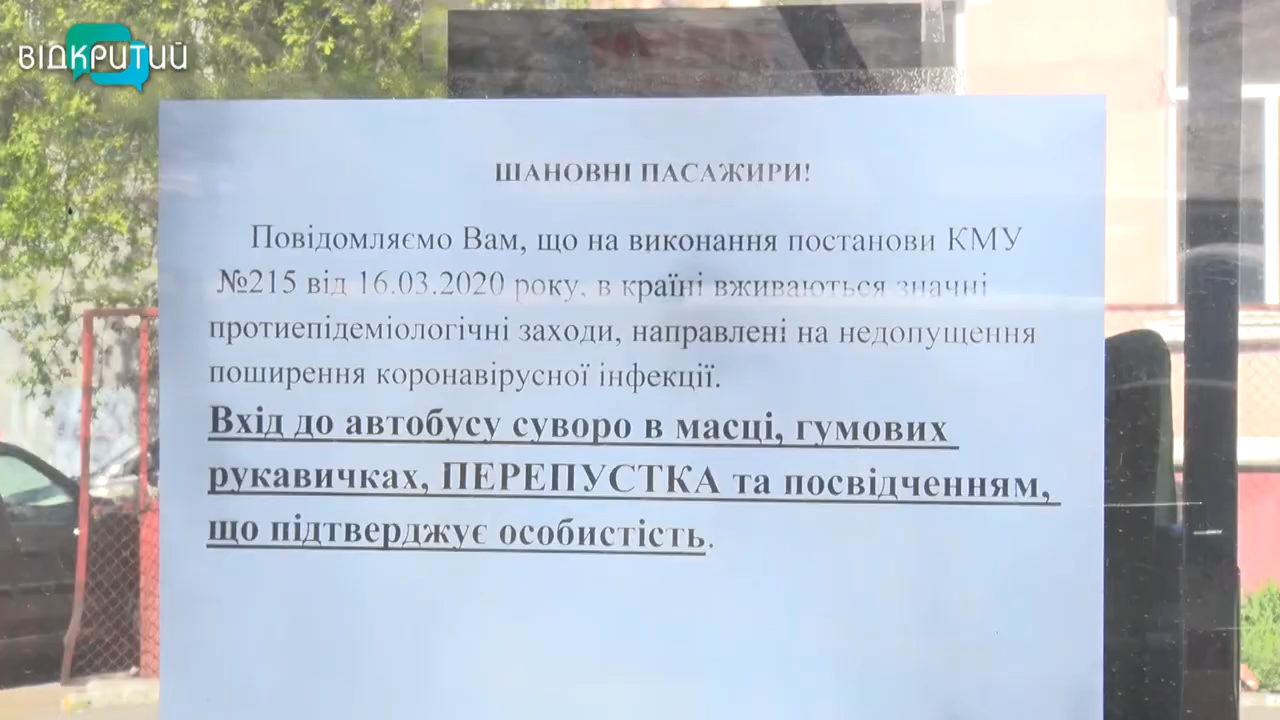 ВІДКРИТИЙ
ШАНОВНІ ПАСАЖИРИ!
Повідомляємо Вам, що на виконання постанови КМУ
№215 від 16.03.2020 року, в країні вживаються значні
протиепідеміологічні заходи, направлені на недопущення
поширення коронавірусної інфекції.
Вхід до автобусу суворо в масці, гумових
рукавичках, ПЕРЕПУСТКА та посвідченням,
що підтверджує особистість.